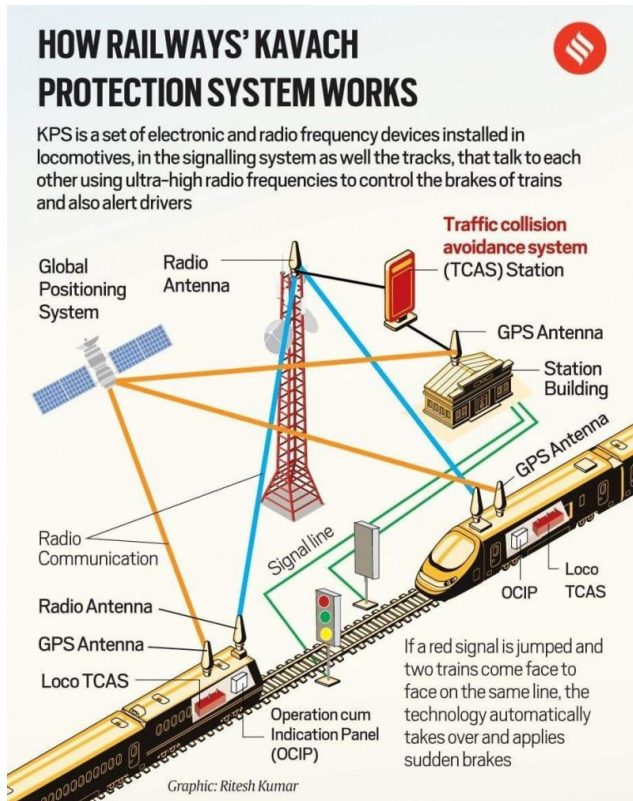 HOW RAILWAYS' KAVACH
PROTECTION SYSTEM WORKS
KPS is a set of electronic and radio frequency devices installed in
locomotives, in the signalling system as well the tracks, that talk to each
other using ultra-high radio frequencies to control the brakes of trains
and also alert drivers
Global
Positioning
System
Radio
Antenna
Traffic collision
avoidance system
(TCAS) Station
GPS Antenna
Station
Building
GPS Antenna
Radio
Communication
Signal line
OCIP
Loco
TCAS
Radio Antenna
GPS Antenna
Loco TCAS
Operation cum
Indication Panel
(OCIP)
If a red signal is jumped and
two trains come face to
face on the same line, the
technology automatically
takes over and applies
sudden brakes
Graphic: Ritesh Kumar